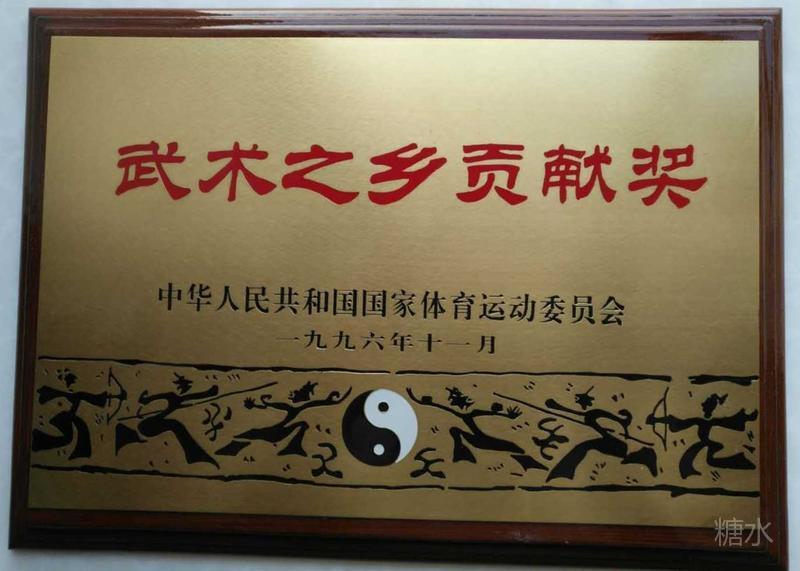 武术之乡贡献奖
中华人民共和国国家体育运动委员会
一九九六年十一月
糖水